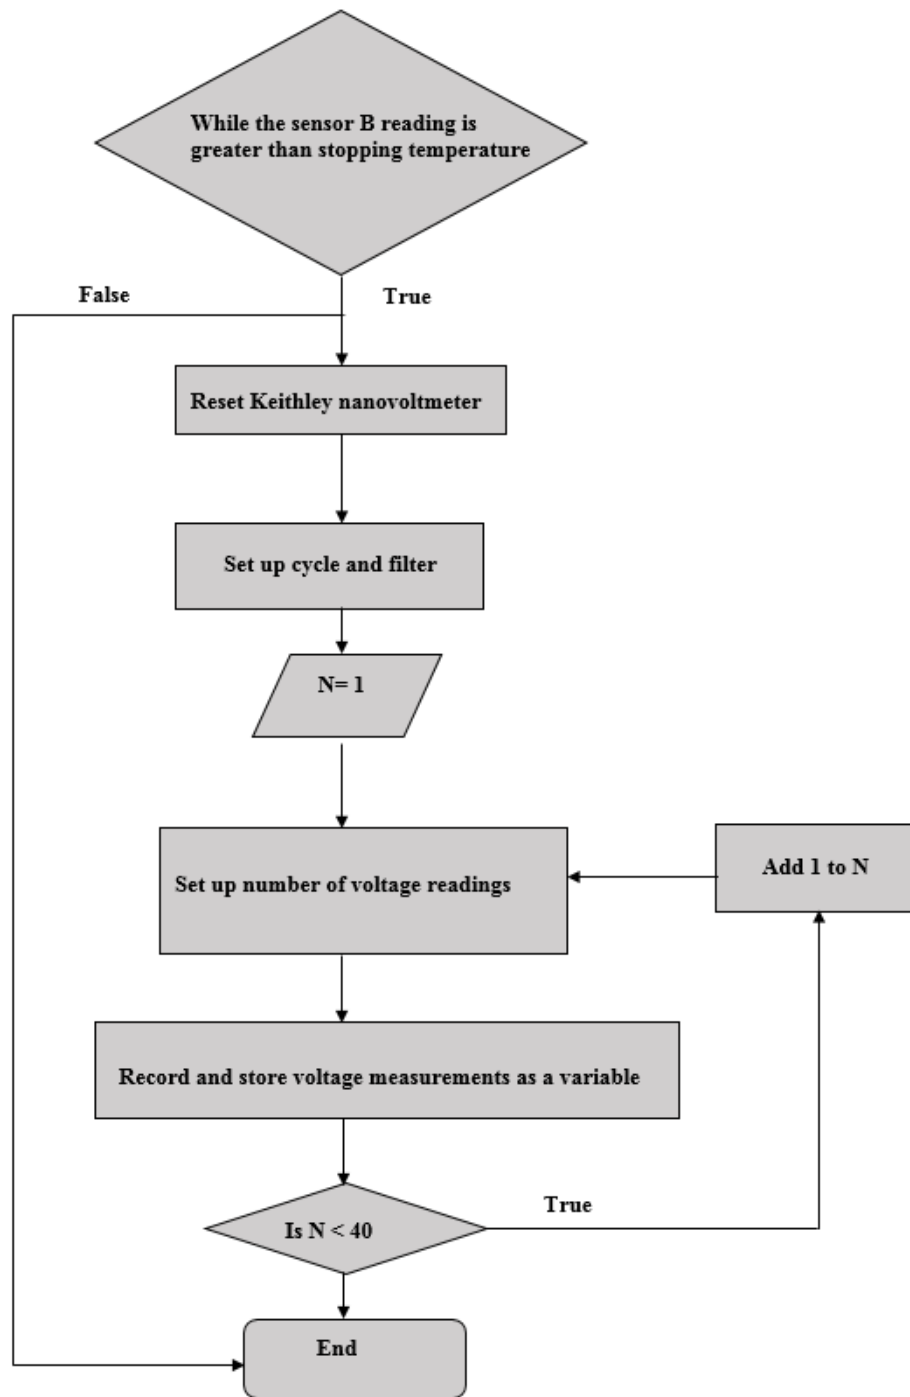 While the sensor B reading is
greater than stopping temperature
False
True
Reset Keithley nanovoltmeter
Set up cycle and filter
N= 1
Set up number of voltage readings
Add 1 to N
Record and store voltage measurements as a variable
True
Is N < 40
End